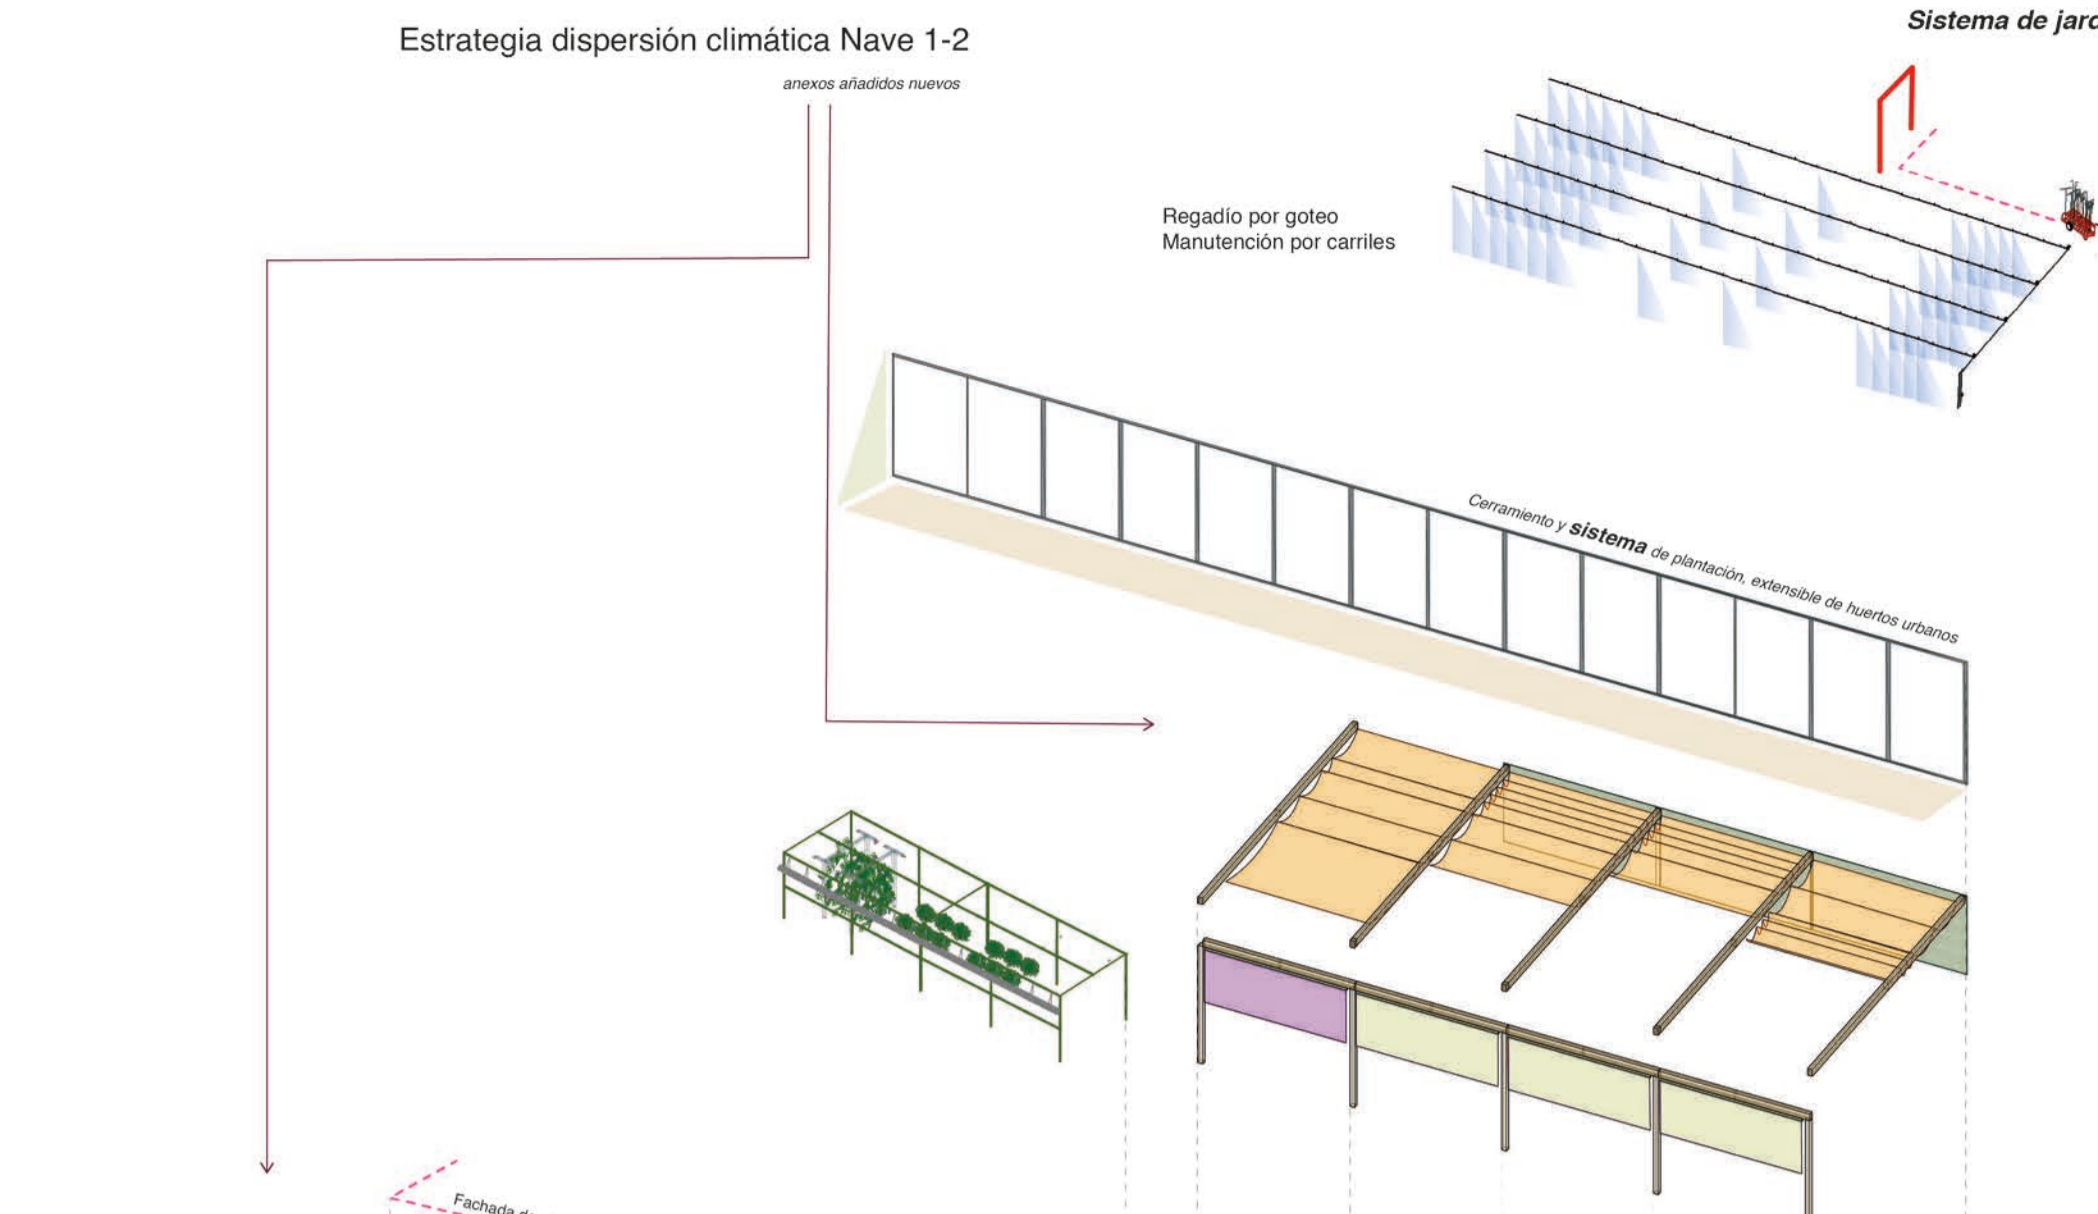 Estrategia dispersión climática Nave 1-2
anexos añadidos nuevos
Sistema de
Regadío por goteo
Manutención por carriles
Cerramiento y sistema de plantación, extensible de huertos urbanos
Fachada